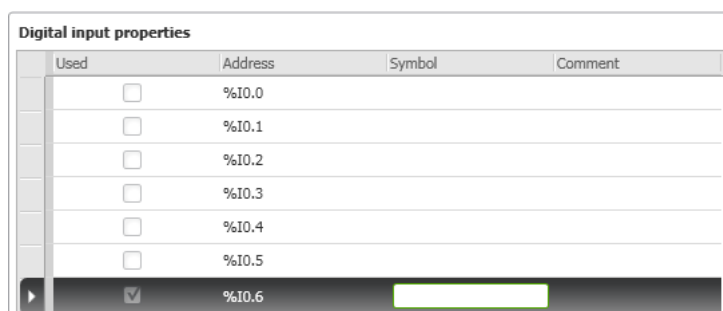 Digital input properties
Used Address Symbol Comment
%I0.0
%I0.1
%I0.2
%I0.3
%I0.4
%I0.5
%I0.6